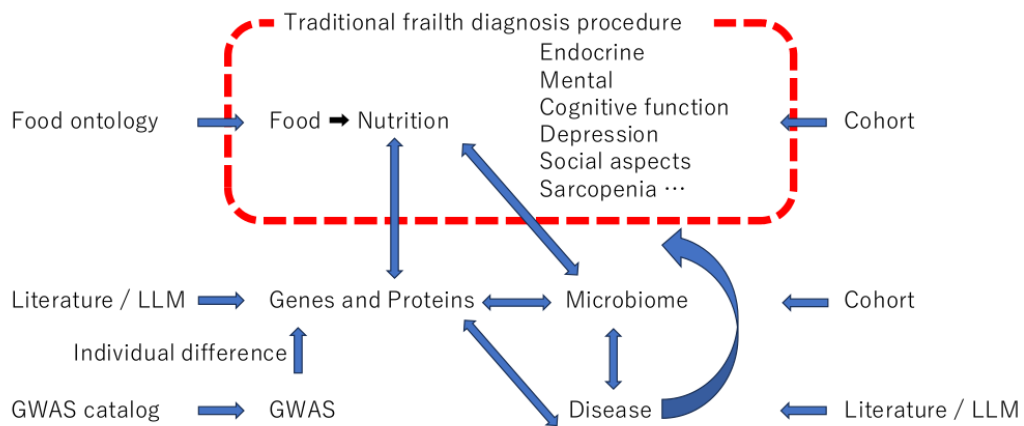 Traditional frailth diagnosis procedure
Endocrine
Mental
Cognitive function
Depression
Social aspects
Sarcopenia …
Food ontology
Food ➡ Nutrition
Cohort
Literature / LLM
Genes and Proteins
Microbiome
Cohort
Individual difference
GWAS catalog
GWAS
Disease
Literature / LLM